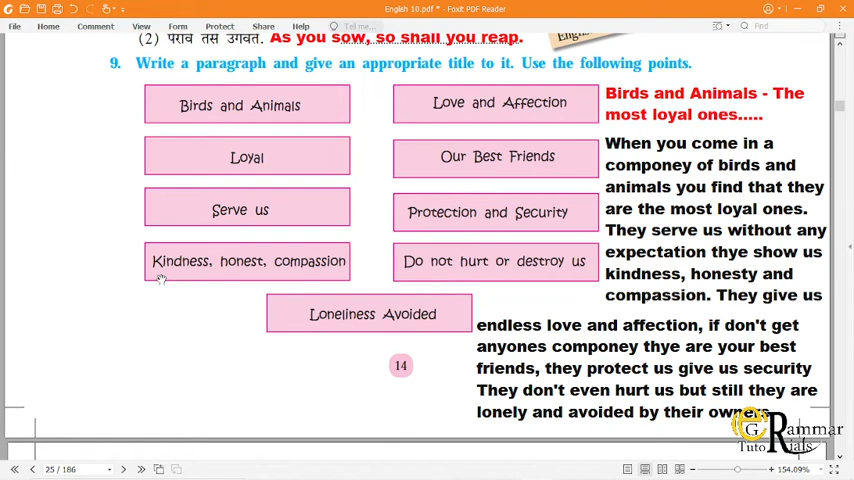 English 10.pdf * - Foxit PDF Reader
File Home Comment View Form Protect Share Help Tell me... Find
(2) पराव तसे उगवते. As you sow, so shall you reap.
9. Write a paragraph and give an appropriate title to it. Use the following points.
Birds and Animals
Love and Affection
Loyal
Our Best Friends
Serve us
Protection and Security
Kindness, honest, compassion
Do not hurt or destroy us
Loneliness Avoided
Birds and Animals - The
most loyal ones.....
When you come in a
componey of birds and
animals you find that they
are the most loyal ones.
They serve us without any
expectation thye show us
kindness, honesty and
compassion. They give us
endless love and affection, if don't get
anyones componey thye are your best
friends, they protect us give us security
They don't even hurt us but still they are
lonely and avoided by their owners
14
eGRammar
TutoRials
25 / 186
154.09%